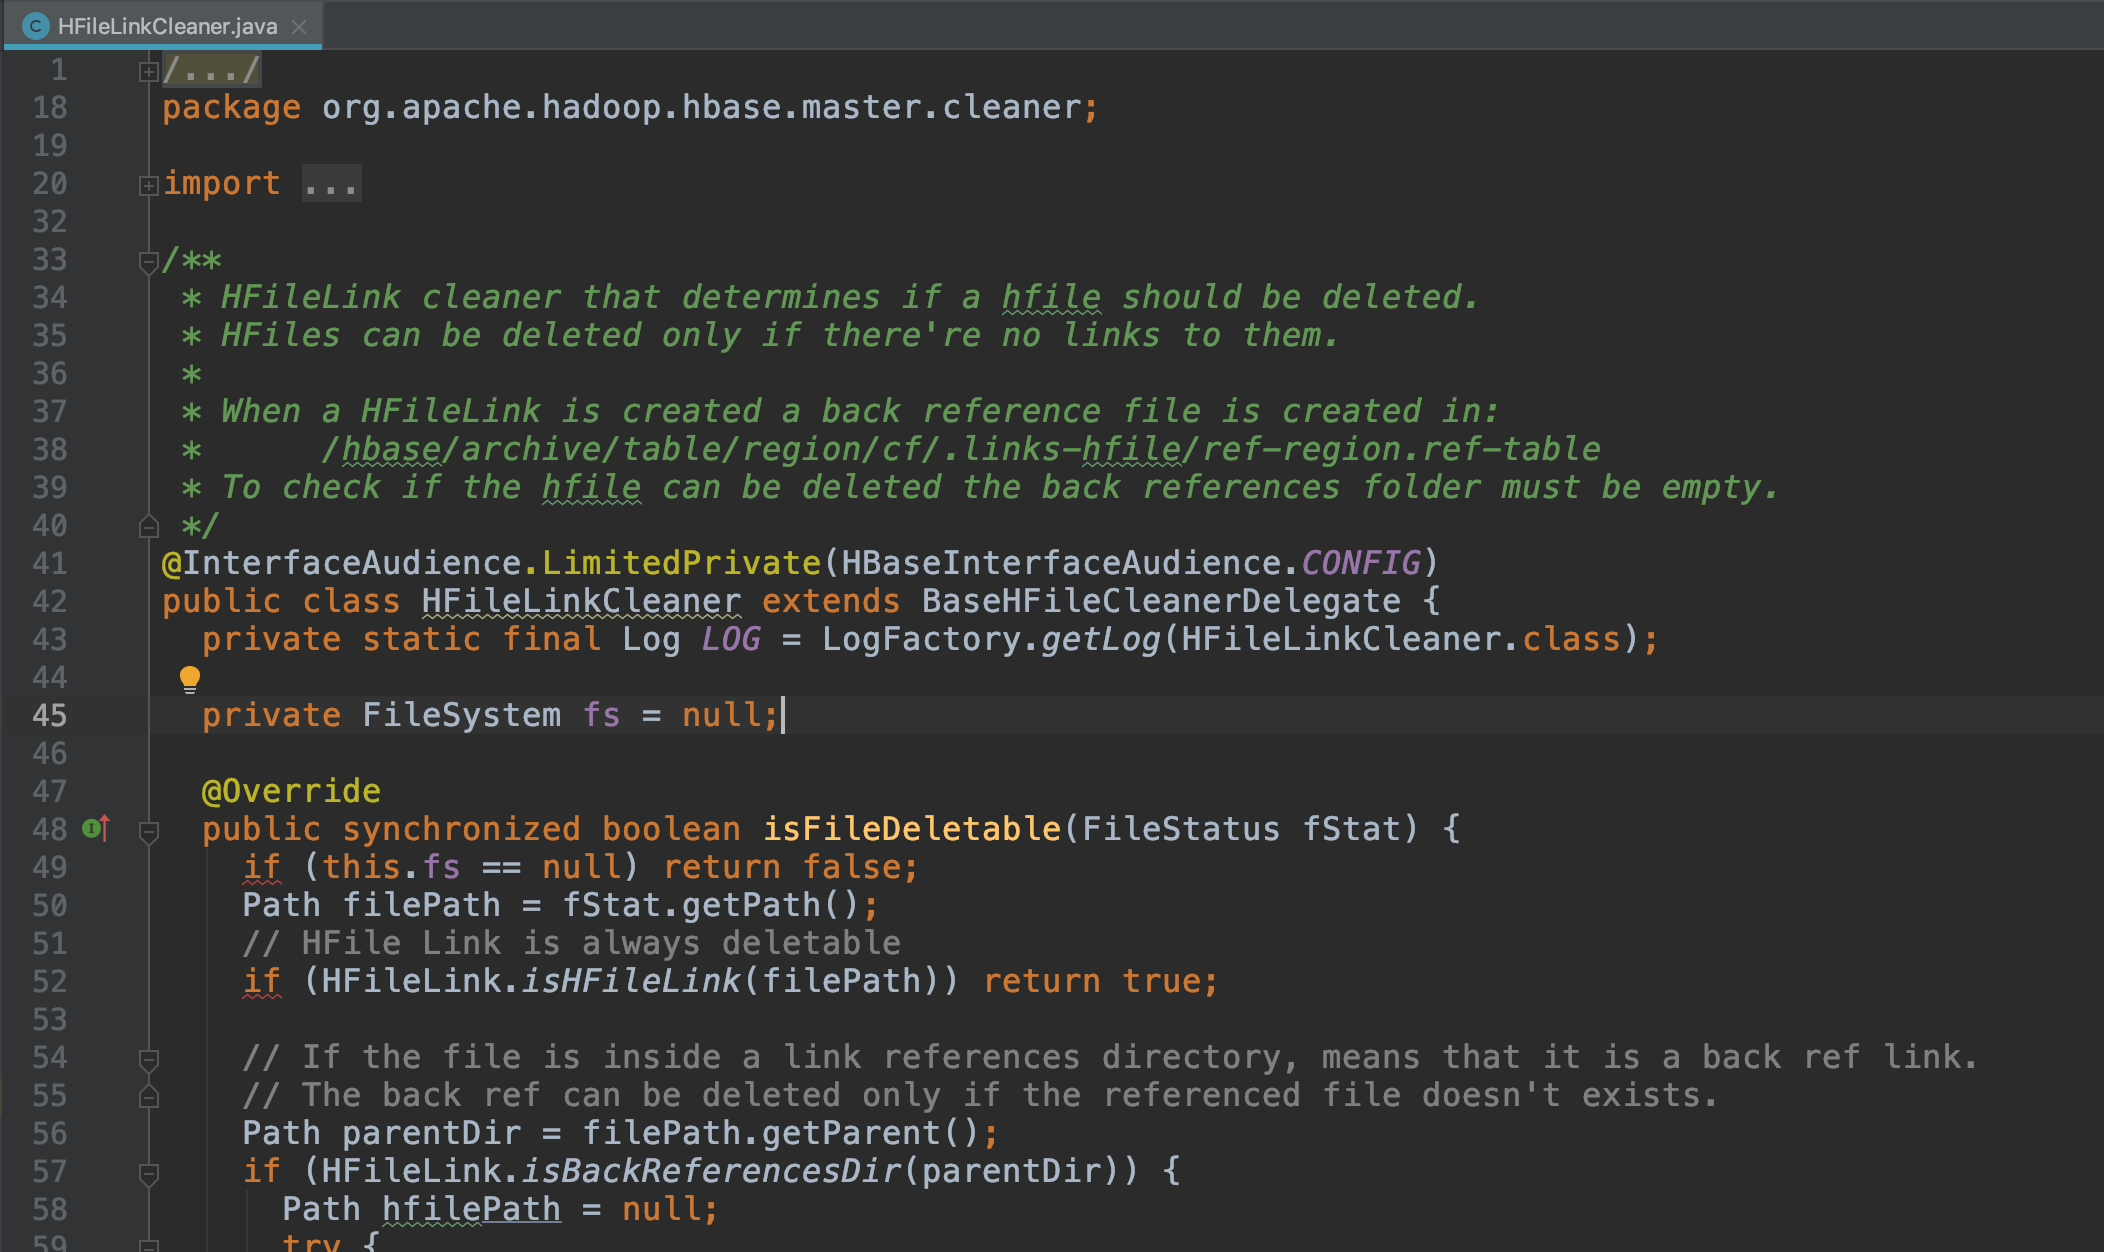 HFileLinkCleaner.java
1 /.../
18 package org.apache.hadoop.hbase.master.cleaner;
19
20 import ...
32
33 /**
34  * HFileLink cleaner that determines if a hfile should be deleted.
35  * HFiles can be deleted only if there're no links to them.
36  *
37  * When a HFileLink is created a back reference file is created in:
38  *      /hbase/archive/table/region/cf/.links-hfile/ref-region.ref-table
39  * To check if the hfile can be deleted the back references folder must be empty.
40  */
41 @InterfaceAudience.LimitedPrivate(HBaseInterfaceAudience.CONFIG)
42 public class HFileLinkCleaner extends BaseHFileCleanerDelegate {
43   private static final Log LOG = LogFactory.getLog(HFileLinkCleaner.class);
44
45   private FileSystem fs = null;
46
47   @Override
48   public synchronized boolean isFileDeletable(FileStatus fStat) {
49     if (this.fs == null) return false;
50     Path filePath = fStat.getPath();
51     // HFile Link is always deletable
52     if (HFileLink.isHFileLink(filePath)) return true;
53
54     // If the file is inside a link references directory, means that it is a back ref link.
55     // The back ref can be deleted only if the referenced file doesn't exists.
56     Path parentDir = filePath.getParent();
57     if (HFileLink.isBackReferencesDir(parentDir)) {
58       Path hfilePath = null;
59       try {